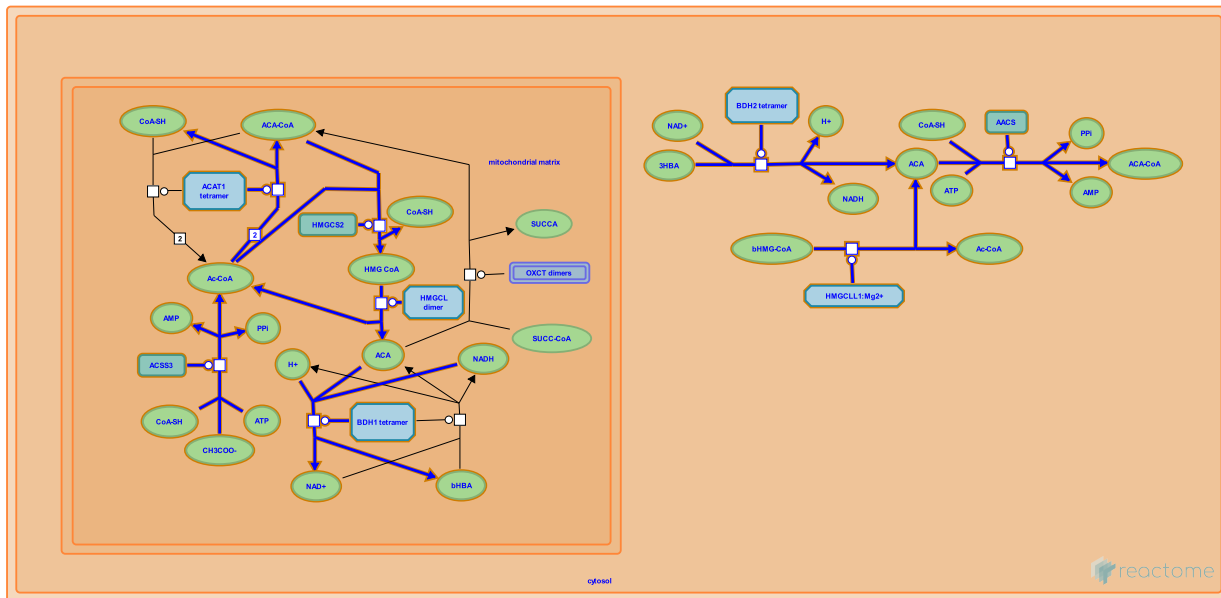 CoA-SH
ACA-CoA
mitochondrial matrix
ACAT1
tetramer
2
2
HMGCS2
CoA-SH
SUCCA
HMG CoA
OXCT dimers
Ac-CoA
HMGCL
dimer
AMP
PPi
SUCC-CoA
ACSS3
H+
ACA
NADH
CoA-SH
ATP
BDH1 tetramer
CH3COO-
NAD+
bHBA
BDH2 tetramer
NAD+
H+
CoA-SH
AACS
PPi
3HBA
ACA
ACA-CoA
NADH
ATP
AMP
bHMG-CoA
Ac-CoA
HMGCLL1:Mg2+
cytosol
reactome